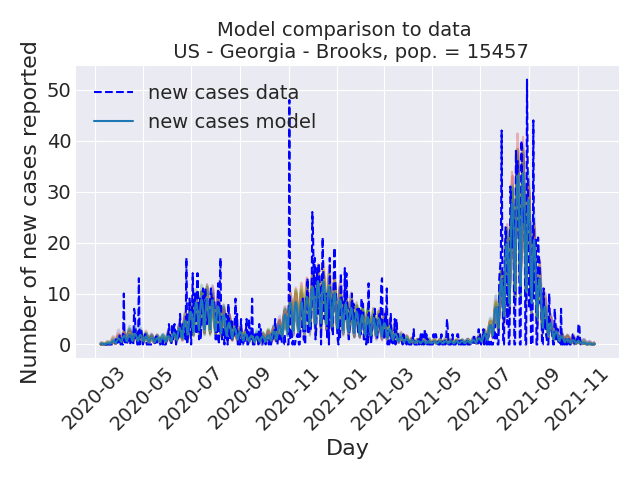 Model comparison to data
US - Georgia - Brooks, pop. = 15457
Number of new cases reported
50
40
30
20
10
0
new cases data
new cases model
2020-03
2020-05
2020-07
2020-09
2020-11
2021-01
2021-03
2021-05
2021-07
2021-09
2021-11
Day